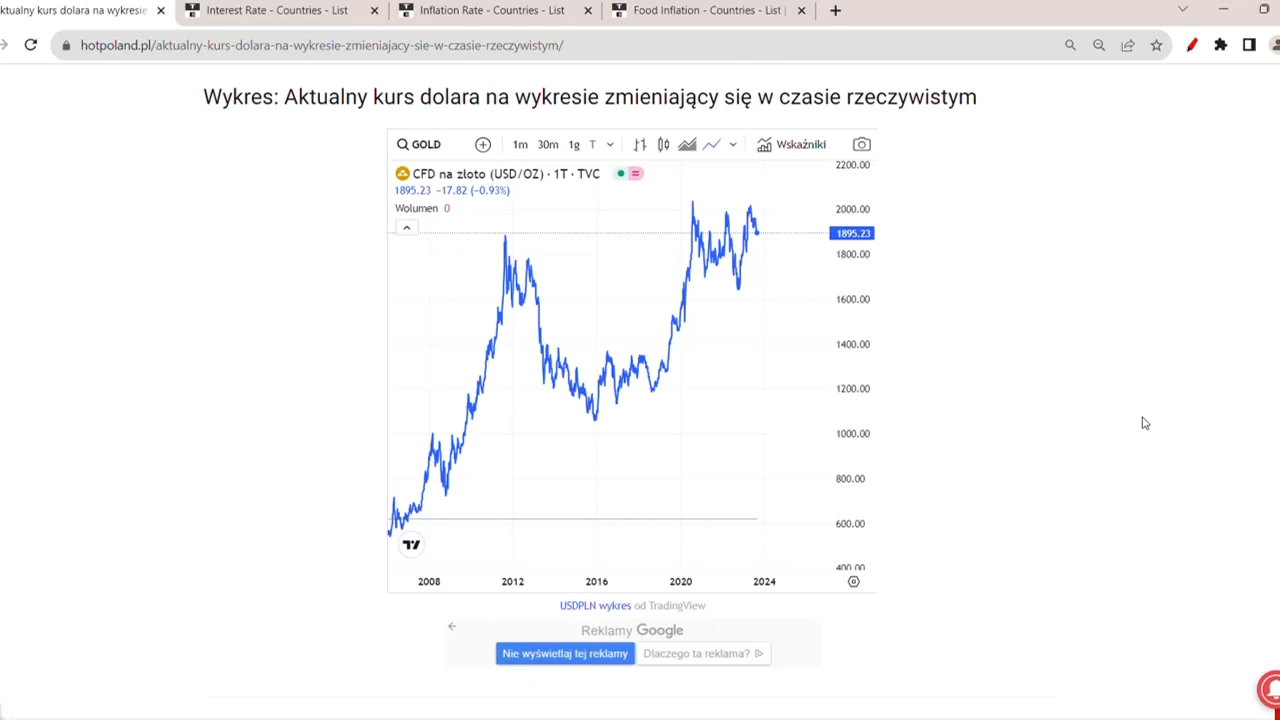 ktualny kurs dolara na wykresie
Interest Rate - Countries - List
Inflation Rate - Countries - List
Food Inflation - Countries - List |
hotpoland.pl/aktualny-kurs-dolara-na-wykresie-zmieniajacy-sie-w-czasie-rzeczywistym/
Wykres: Aktualny kurs dolara na wykresie zmieniający się w czasie rzeczywistym
GOLD 1m 30m 1g T Wskaźniki
CFD na złoto (USD/OZ) · 1T · TVC
1895.23 −17.82 (−0.93%)
Wolumen 0
2200.00
2000.00
1895.23
1800.00
1600.00
1400.00
1200.00
1000.00
800.00
600.00
400.00
2008 2012 2016 2020 2024
USDPLN wykres od TradingView
Reklamy Google
Nie wyświetlaj tej reklamy Dlaczego ta reklama?